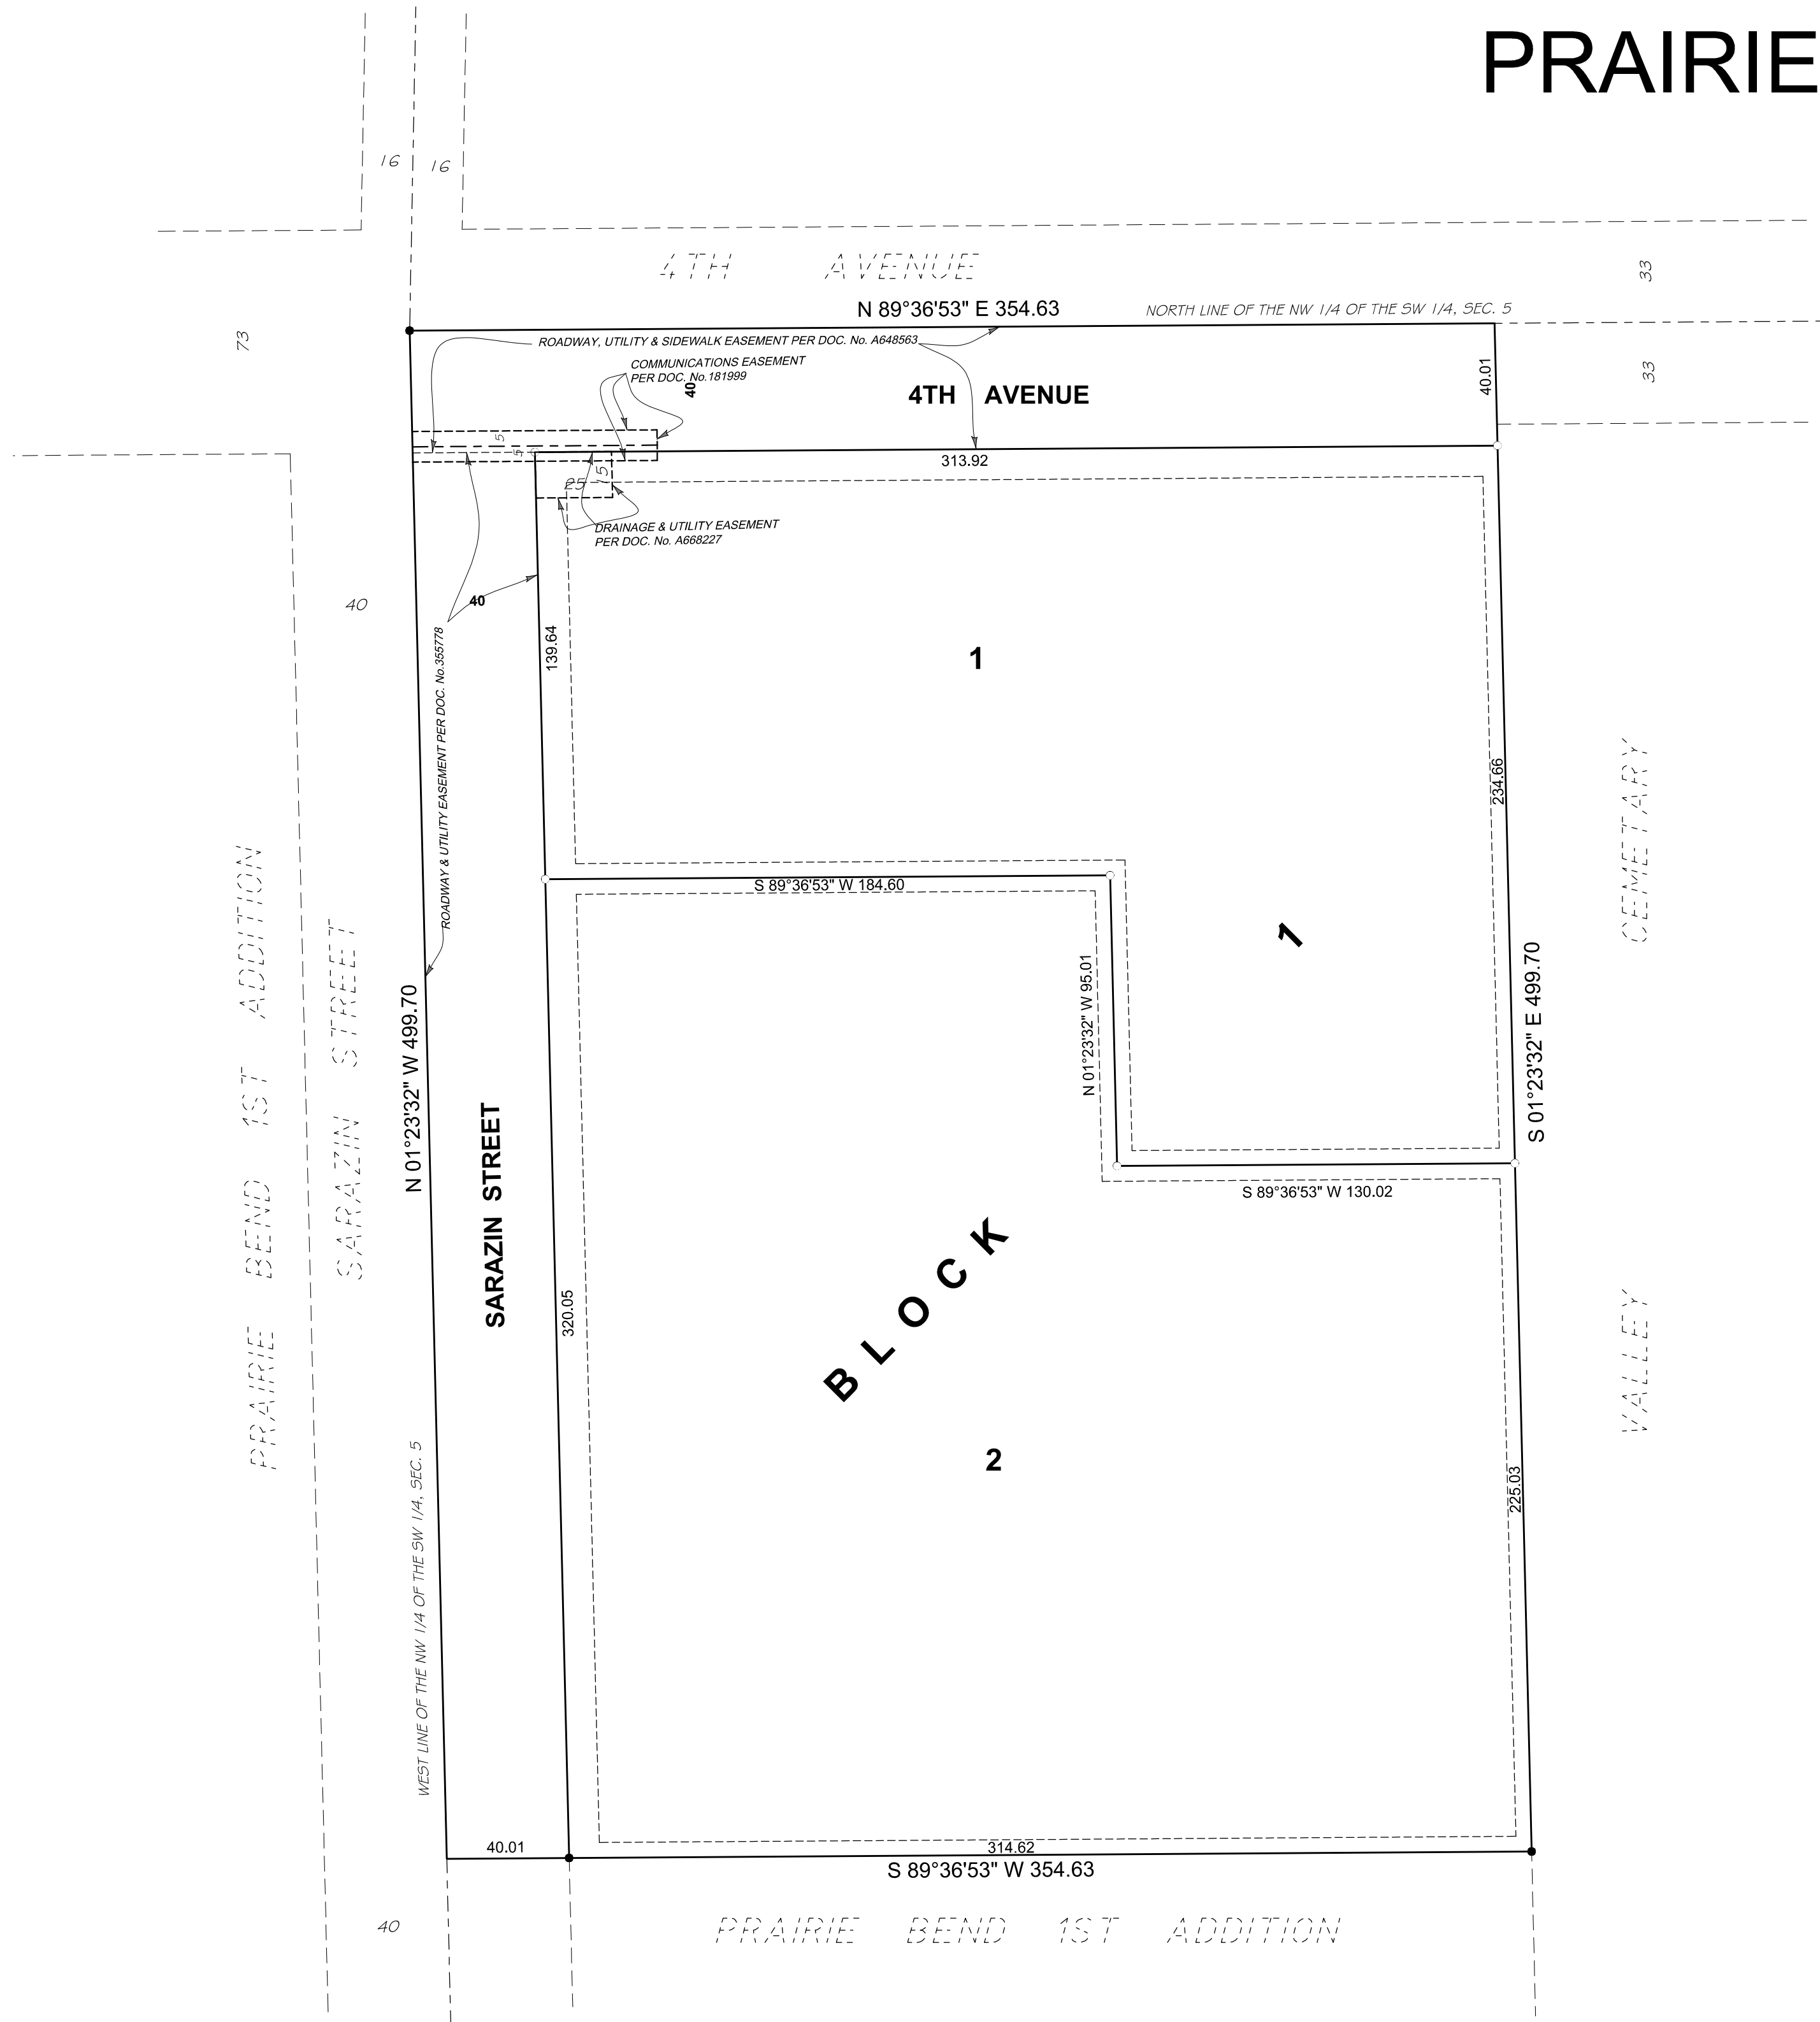 PRAIRIE
16
16
4TH AVENUE
33
N 89°36'53" E 354.63
NORTH LINE OF THE NW 1/4 OF THE SW 1/4, SEC. 5
73
ROADWAY, UTILITY & SIDEWALK EASEMENT PER DOC. No. A648563
COMMUNICATIONS EASEMENT
PER DOC. No.181999
40
4TH AVENUE
40.01
33
5
5
313.92
25
15
DRAINAGE & UTILITY EASEMENT
PER DOC. No. A668227
40
40
139.64
1
ROADWAY & UTILITY EASEMENT PER DOC. No.355778
234.66
CEMETARY
S 89°36'53" W 184.60
1
PRAIRIE BEND 1ST ADDITION
SARAZIN STREET
N 01°23'32" W 499.70
N 01°23'32" W 95.01
S 01°23'32" E 499.70
SARAZIN STREET
S 89°36'53" W 130.02
320.05
BLOCK
VALLEY
2
225.03
WEST LINE OF THE NW 1/4 OF THE SW 1/4, SEC. 5
40.01
314.62
S 89°36'53" W 354.63
40
PRAIRIE BEND 1ST ADDITION